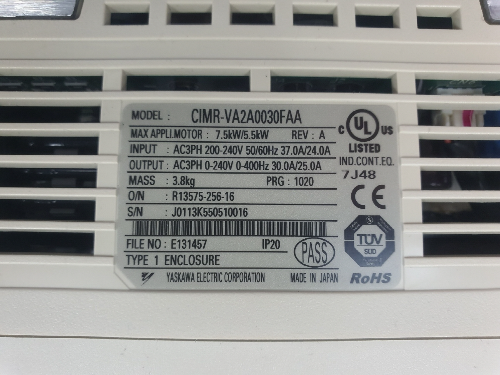 MODEL : CIMR-VA2A0030FAA
MAX APPLI.MOTOR : 7.5kW/5.5kW REV : A
INPUT : AC3PH 200-240V 50/60Hz 37.0A/24.0A
OUTPUT : AC3PH 0-240V 0-400Hz 30.0A/25.0A
MASS : 3.8kg PRG : 1020
O/N : R13575-256-16
S/N : J0113K550510016
FILE NO : E131457 IP20
TYPE 1 ENCLOSURE
YASKAWA ELECTRIC CORPORATION MADE IN JAPAN
PASS
C UL US
LISTED
IND.CONT.EQ.
7J48
CE
TÜV
SÜD
RoHS